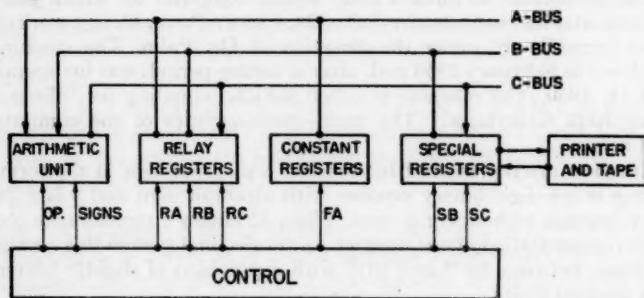 A-BUS
B-BUS
C-BUS
ARITHMETIC UNIT
RELAY REGISTERS
CONSTANT REGISTERS
SPECIAL REGISTERS
PRINTER AND TAPE
OP. SIGNS RA RB RC FA SB SC
CONTROL